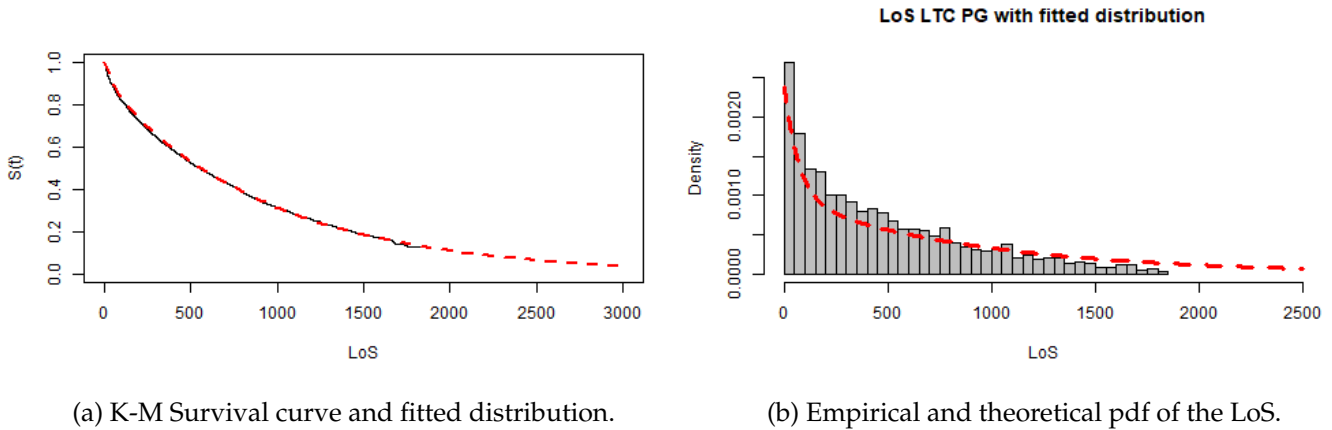 LoS LTC PG with fitted distribution
S(t)
0.0 0.2 0.4 0.6 0.8 1.0
0 500 1000 1500 2000 2500 3000
LoS
Density
0.0000 0.0010 0.0020
0 500 1000 1500 2000 2500
LoS
(a) K-M Survival curve and fitted distribution.
(b) Empirical and theoretical pdf of the LoS.